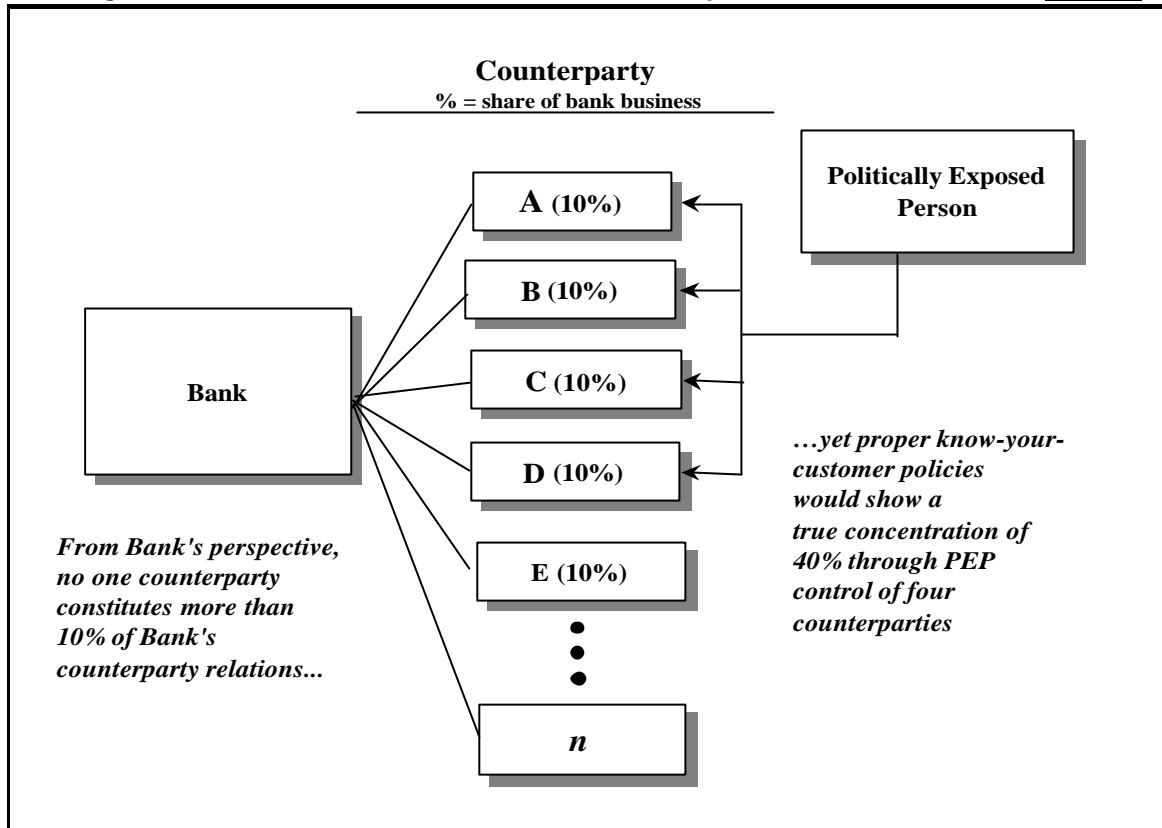 Counterparty
% = share of bank business
Politically Exposed
Person
A (10%)
B (10%)
C (10%)
D (10%)
E (10%)
n
Bank
From Bank's perspective,
no one counterparty
constitutes more than
10% of Bank's
counterparty relations...
…yet proper know-your-
customer policies
would show a
true concentration of
40% through PEP
control of four
counterparties